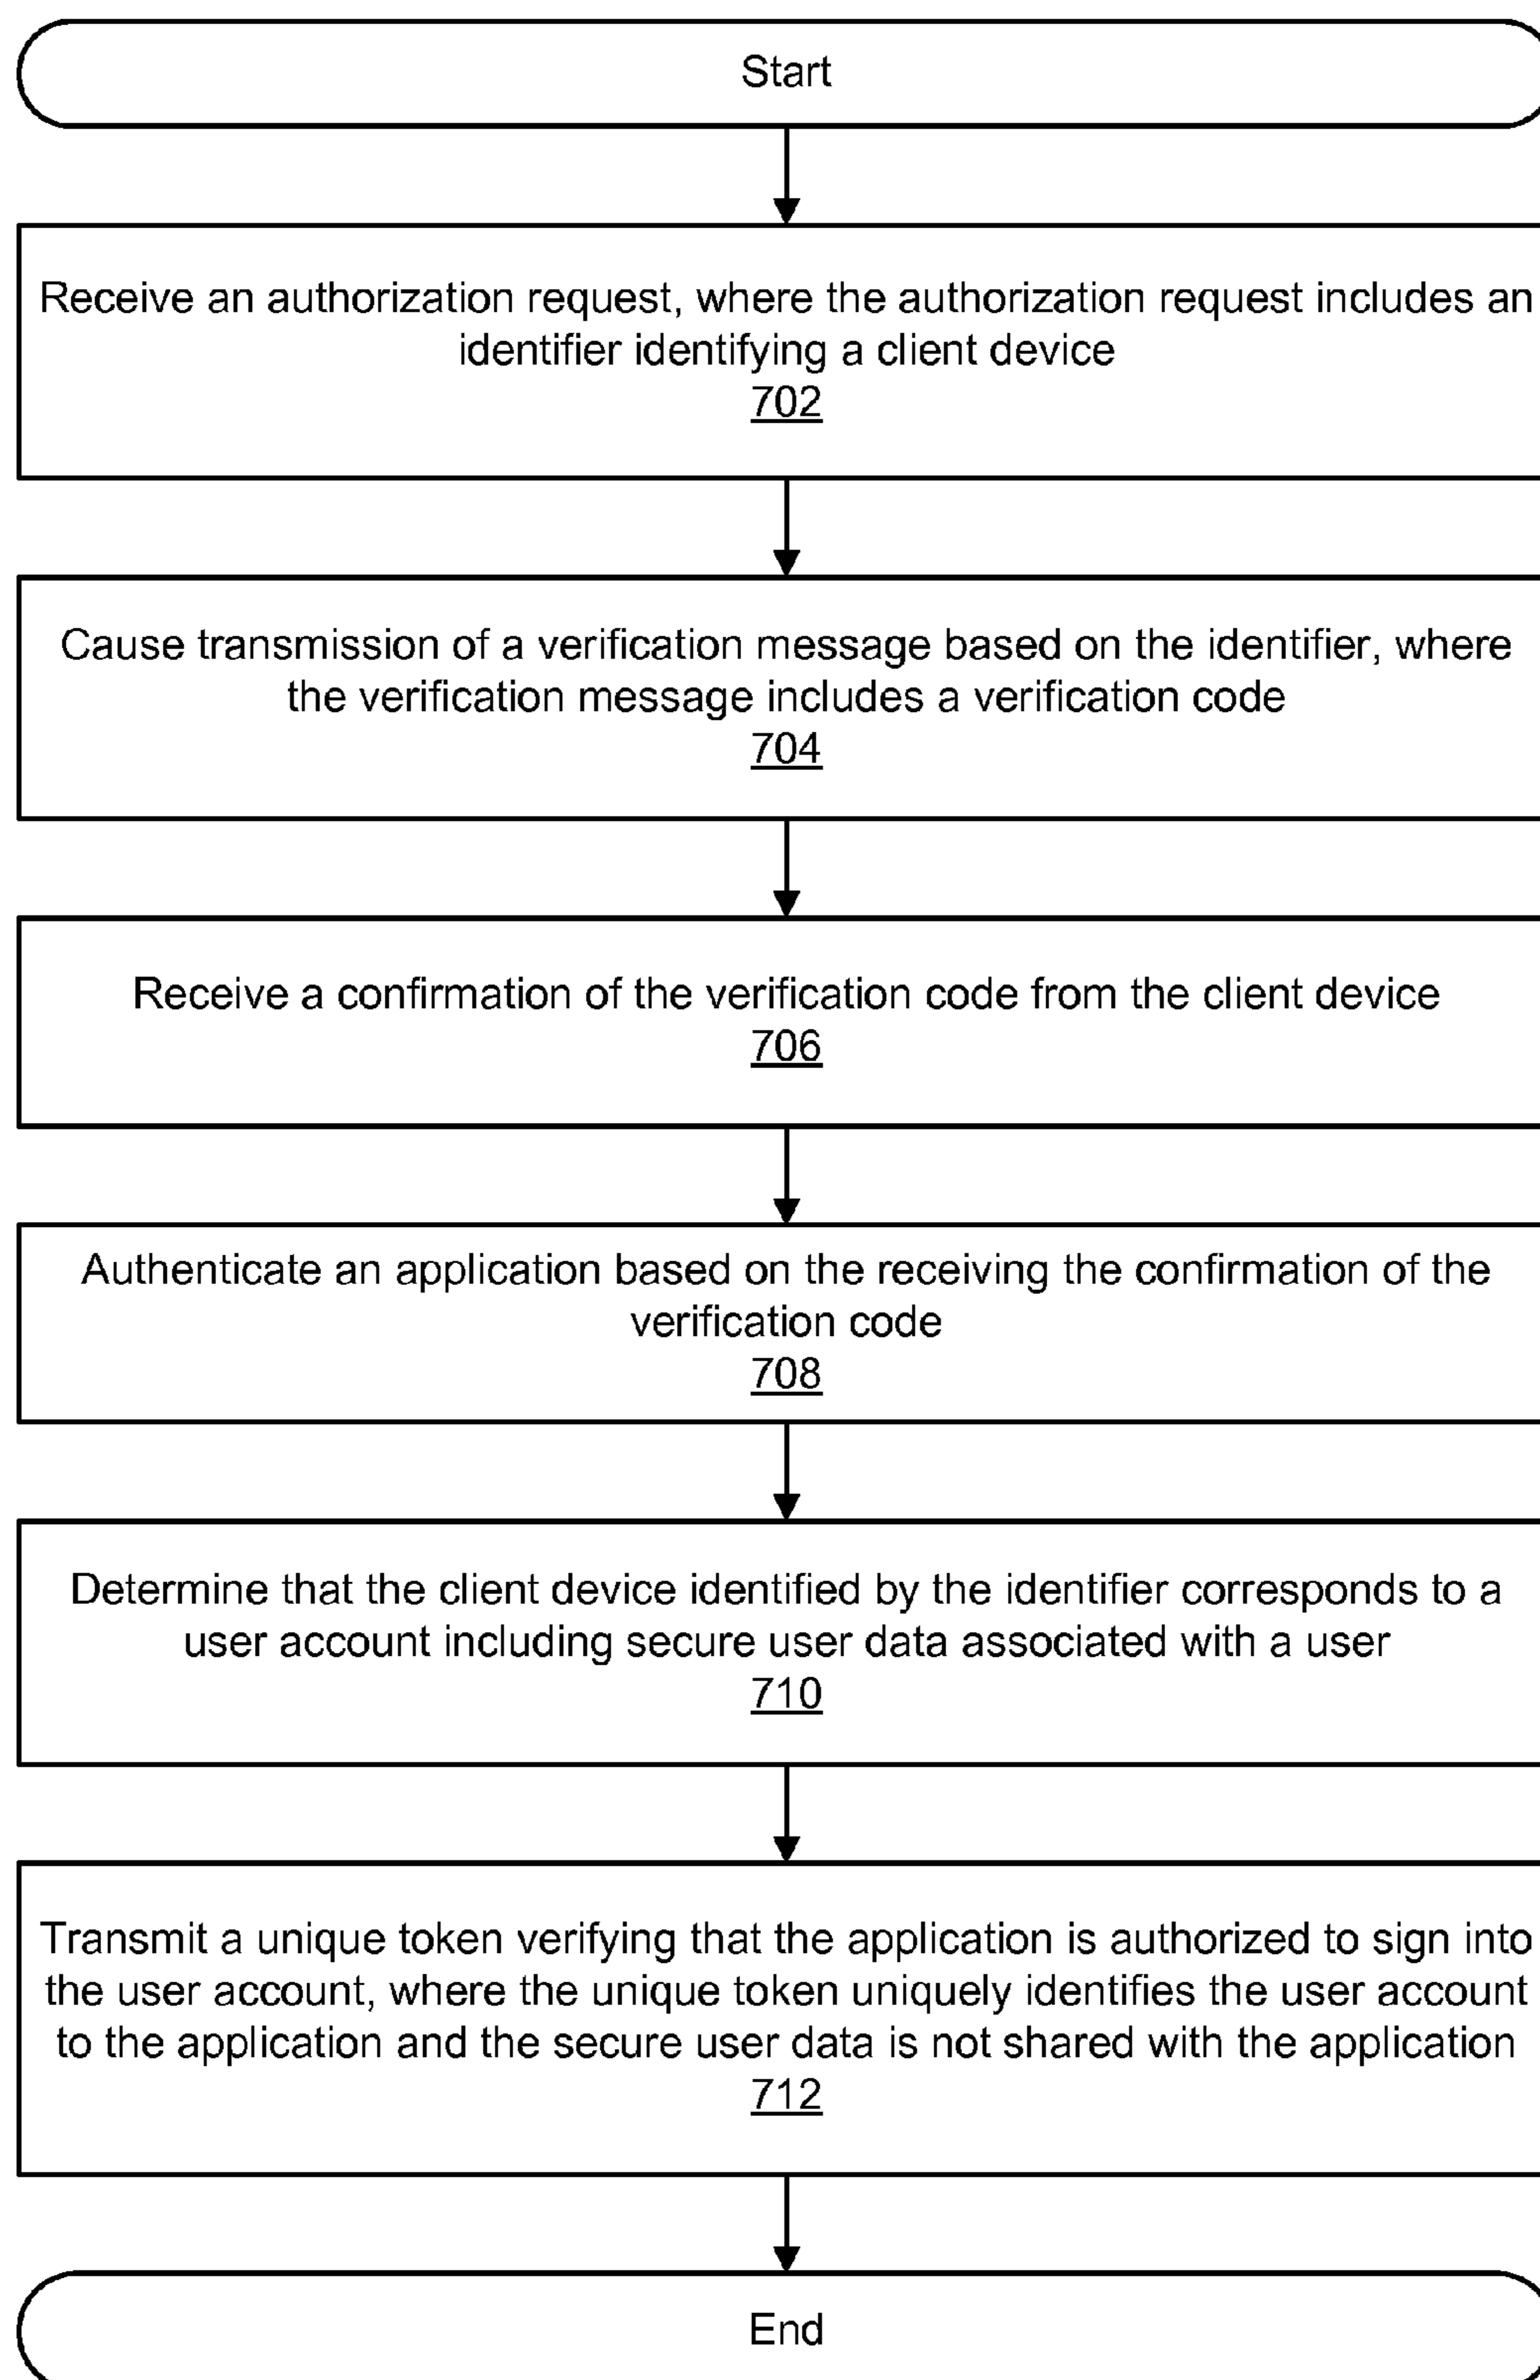 Start
Receive an authorization request, where the authorization request includes an
identifier identifying a client device
702
Cause transmission of a verification message based on the identifier, where
the verification message includes a verification code
704
Receive a confirmation of the verification code from the client device
706
Authenticate an application based on the receiving the confirmation of the
verification code
708
Determine that the client device identified by the identifier corresponds to a
user account including secure user data associated with a user
710
Transmit a unique token verifying that the application is authorized to sign into
the user account, where the unique token uniquely identifies the user account
to the application and the secure user data is not shared with the application
712
End